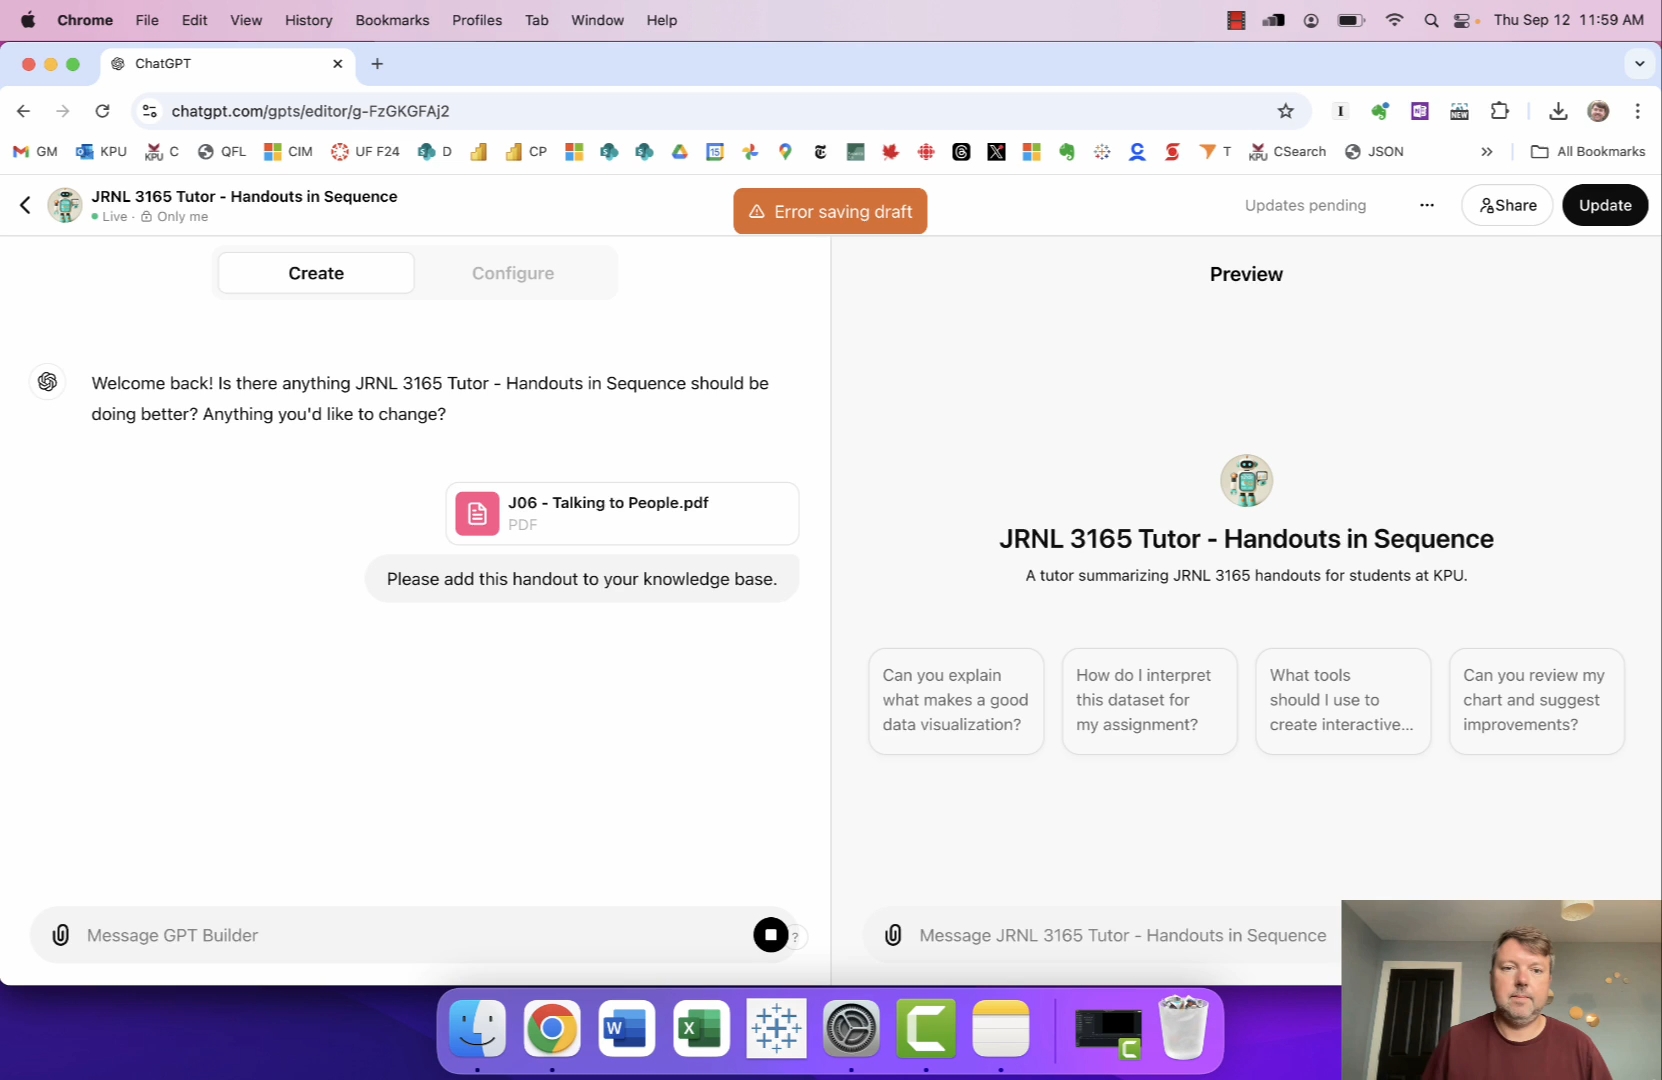 Chrome File Edit View History Bookmarks Profiles Tab Window Help Thu Sep 12 11:59 AM
ChatGPT
chatgpt.com/gpts/editor/g-FzGKGFAj2
GM KPU C QFL CIM UF F24 D CP T CSearch JSON » All Bookmarks
JRNL 3165 Tutor - Handouts in Sequence
Live · Only me
Error saving draft
Updates pending
Share
Update
Create Configure
Welcome back! Is there anything JRNL 3165 Tutor - Handouts in Sequence should be
doing better? Anything you'd like to change?
J06 - Talking to People.pdf
PDF
Please add this handout to your knowledge base.
Message GPT Builder
?
Preview
JRNL 3165 Tutor - Handouts in Sequence
A tutor summarizing JRNL 3165 handouts for students at KPU.
Can you explain
what makes a good
data visualization?
How do I interpret
this dataset for
my assignment?
What tools
should I use to
create interactive...
Can you review my
chart and suggest
improvements?
Message JRNL 3165 Tutor - Handouts in Sequence